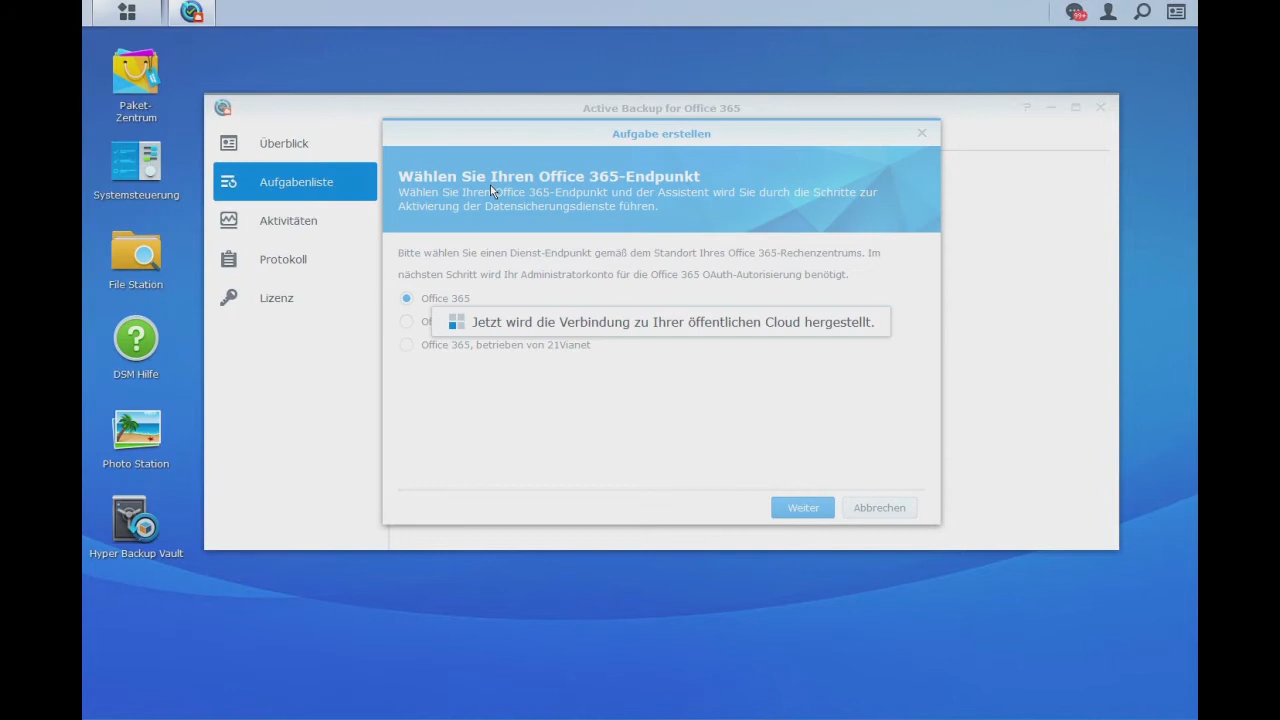 99+
Paket-
Zentrum
Systemsteuerung
File Station
DSM Hilfe
Photo Station
Hyper Backup Vault
Active Backup for Office 365
Überblick
Aufgabenliste
Aktivitäten
Protokoll
Lizenz
Aufgabe erstellen
Wählen Sie Ihren Office 365-Endpunkt
Wählen Sie Ihren Office 365-Endpunkt und der Assistent wird Sie durch die Schritte zur
Aktivierung der Datensicherungsdienste führen.
Bitte wählen Sie einen Dienst-Endpunkt gemäß dem Standort Ihres Office 365-Rechenzentrums. Im
nächsten Schritt wird Ihr Administratorkonto für die Office 365 OAuth-Autorisierung benötigt.
Office 365
Jetzt wird die Verbindung zu Ihrer öffentlichen Cloud hergestellt.
Office 365, betrieben von 21Vianet
Weiter
Abbrechen